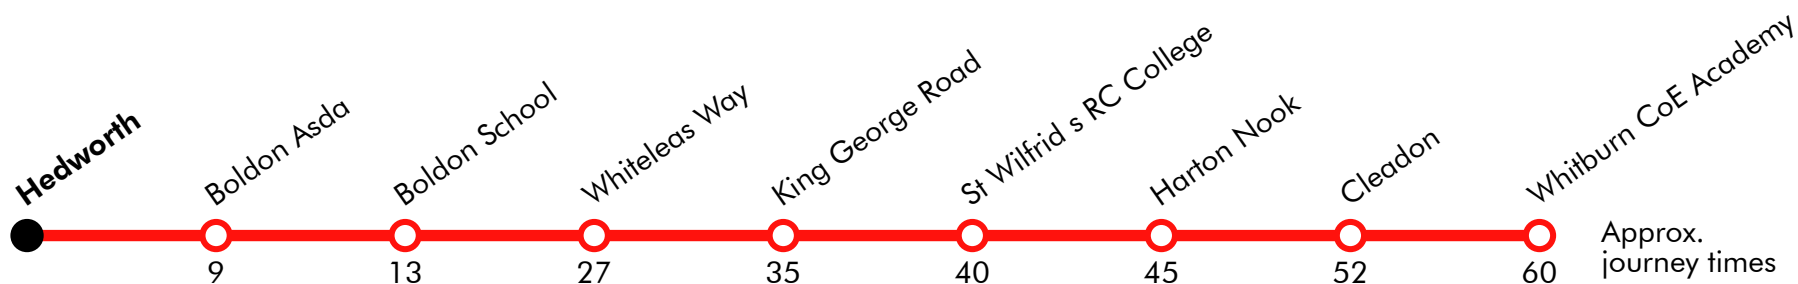 Hedworth
Boldon Asda
Boldon School
Whiteleas Way
King George Road
St Wilfrid s RC College
Harton Nook
Cleadon
Whitburn CoE Academy
9
13
27
35
40
45
52
60
Approx.
journey times